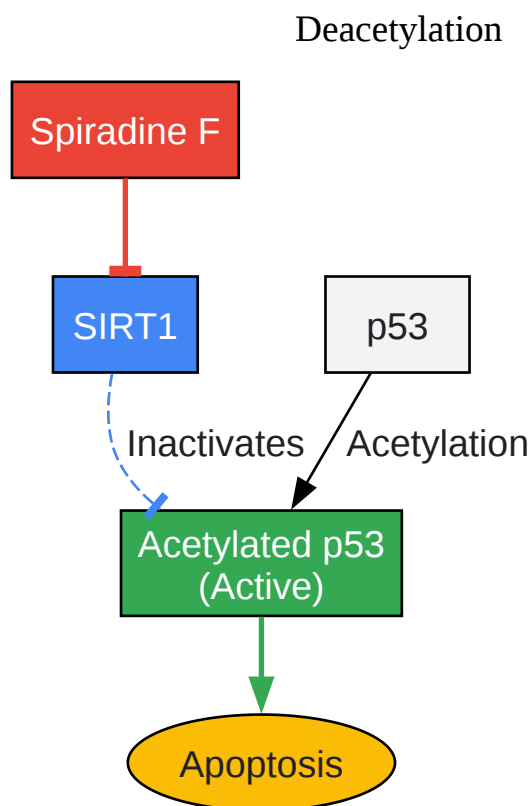 Deacetylation
Spiradine F
SIRT1
p53
Inactivates
Acetylation
Acetylated p53
(Active)
Apoptosis